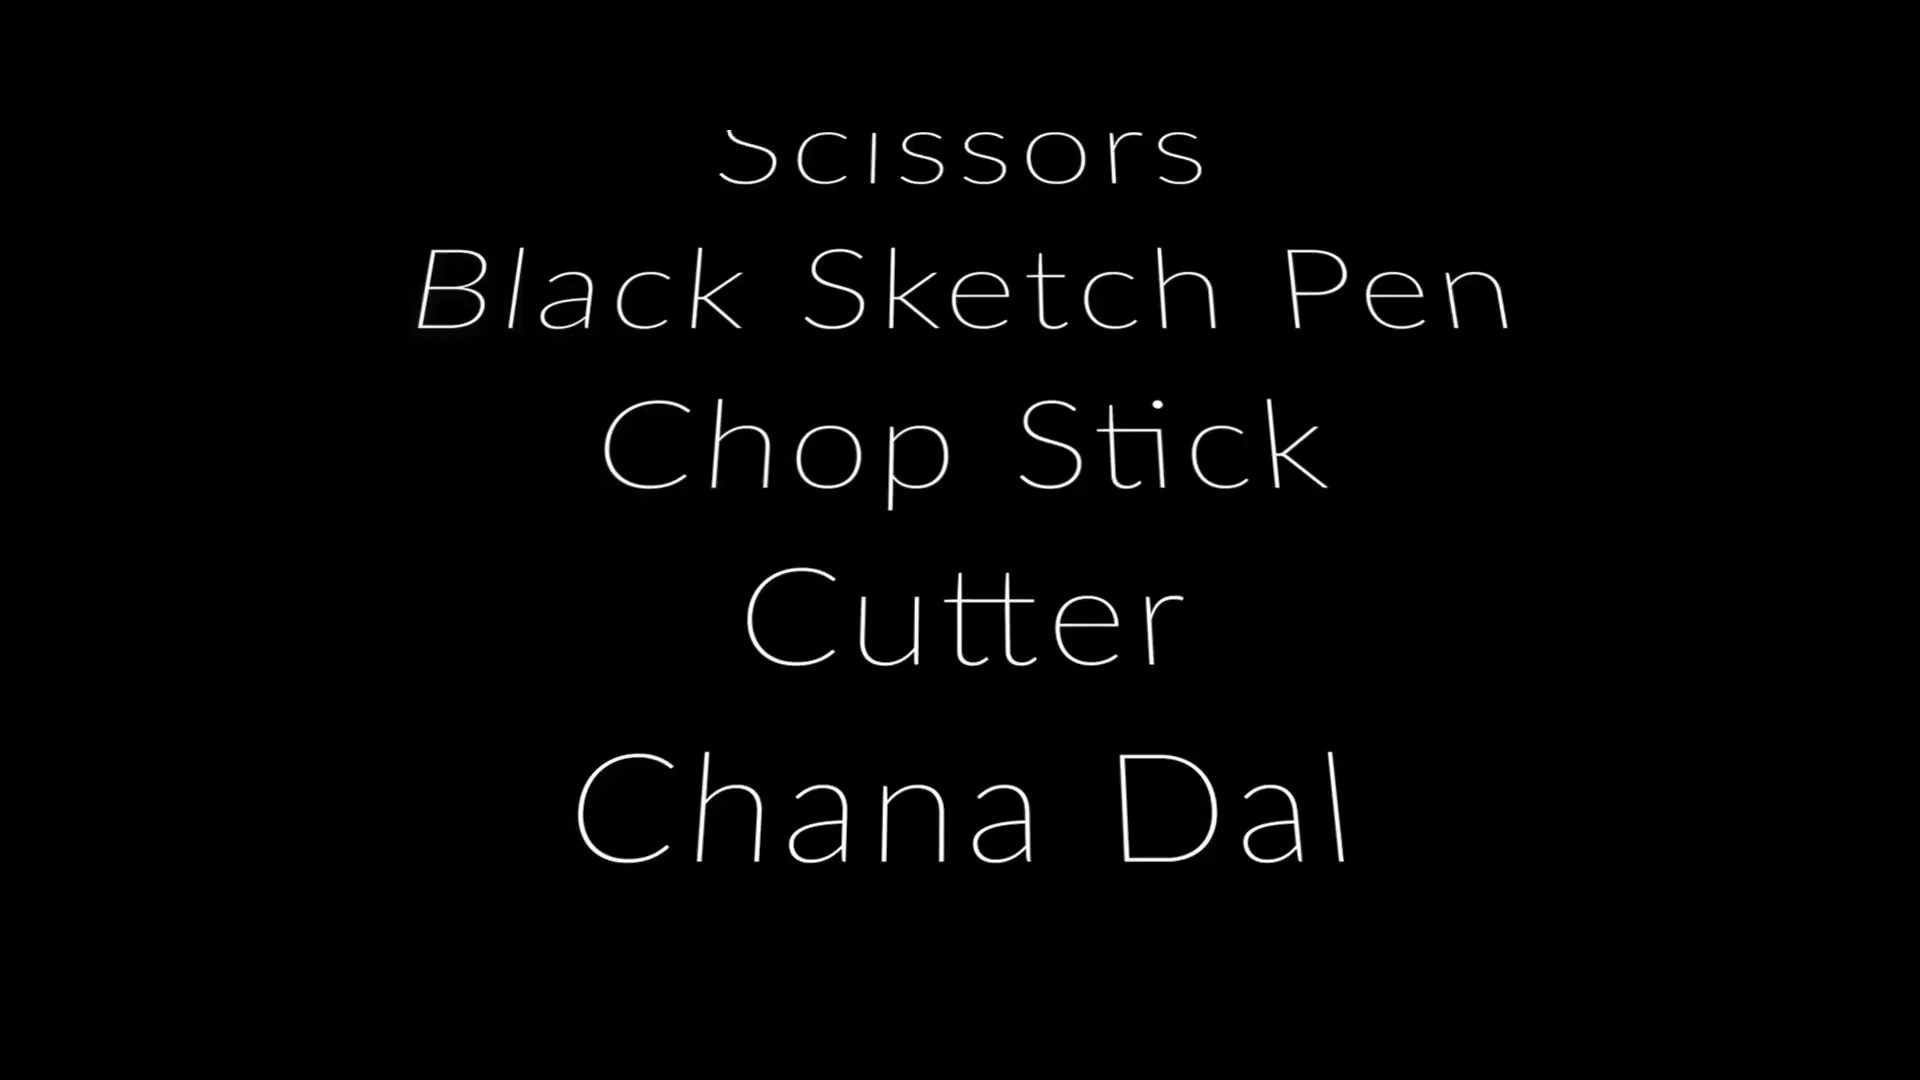 Scissors
Black Sketch Pen
Chop Stick
Cutter
Chana Dal